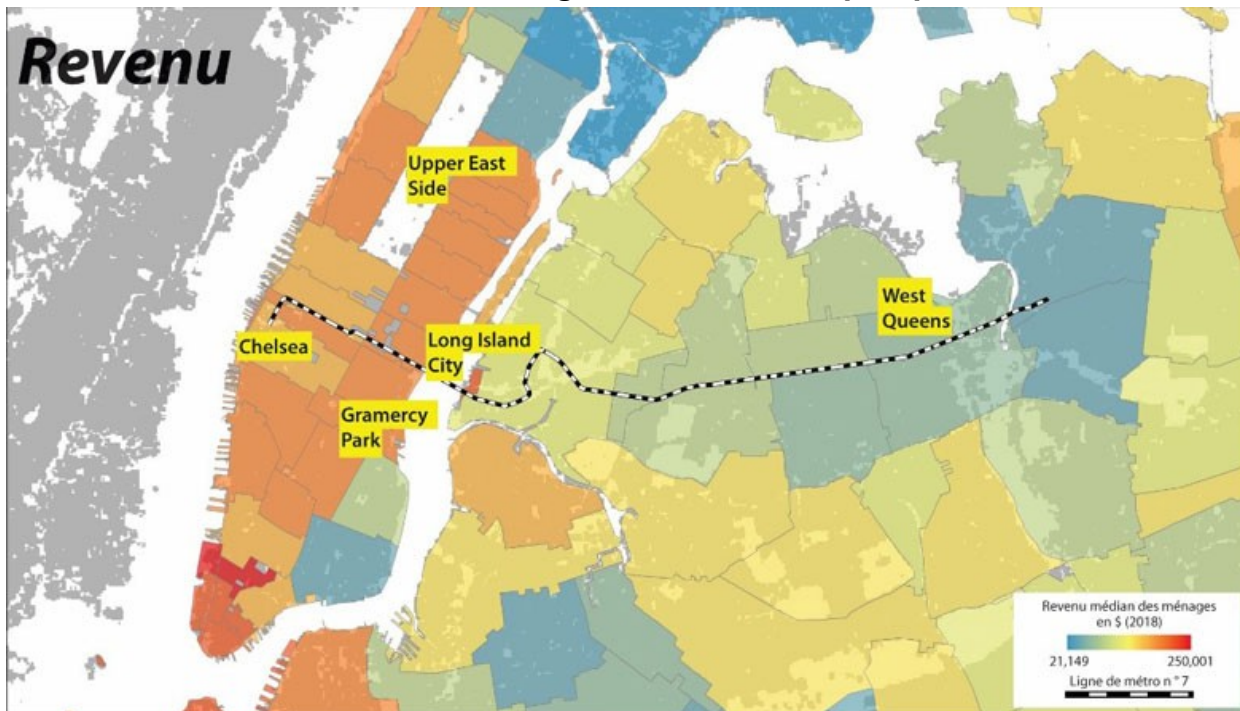 Revenu
Upper East
Side
West
Queens
Chelsea
Long Island
City
Gramercy
Park
Revenu médian des ménages
en $ (2018)
21,149
250,001
Ligne de métro n° 7